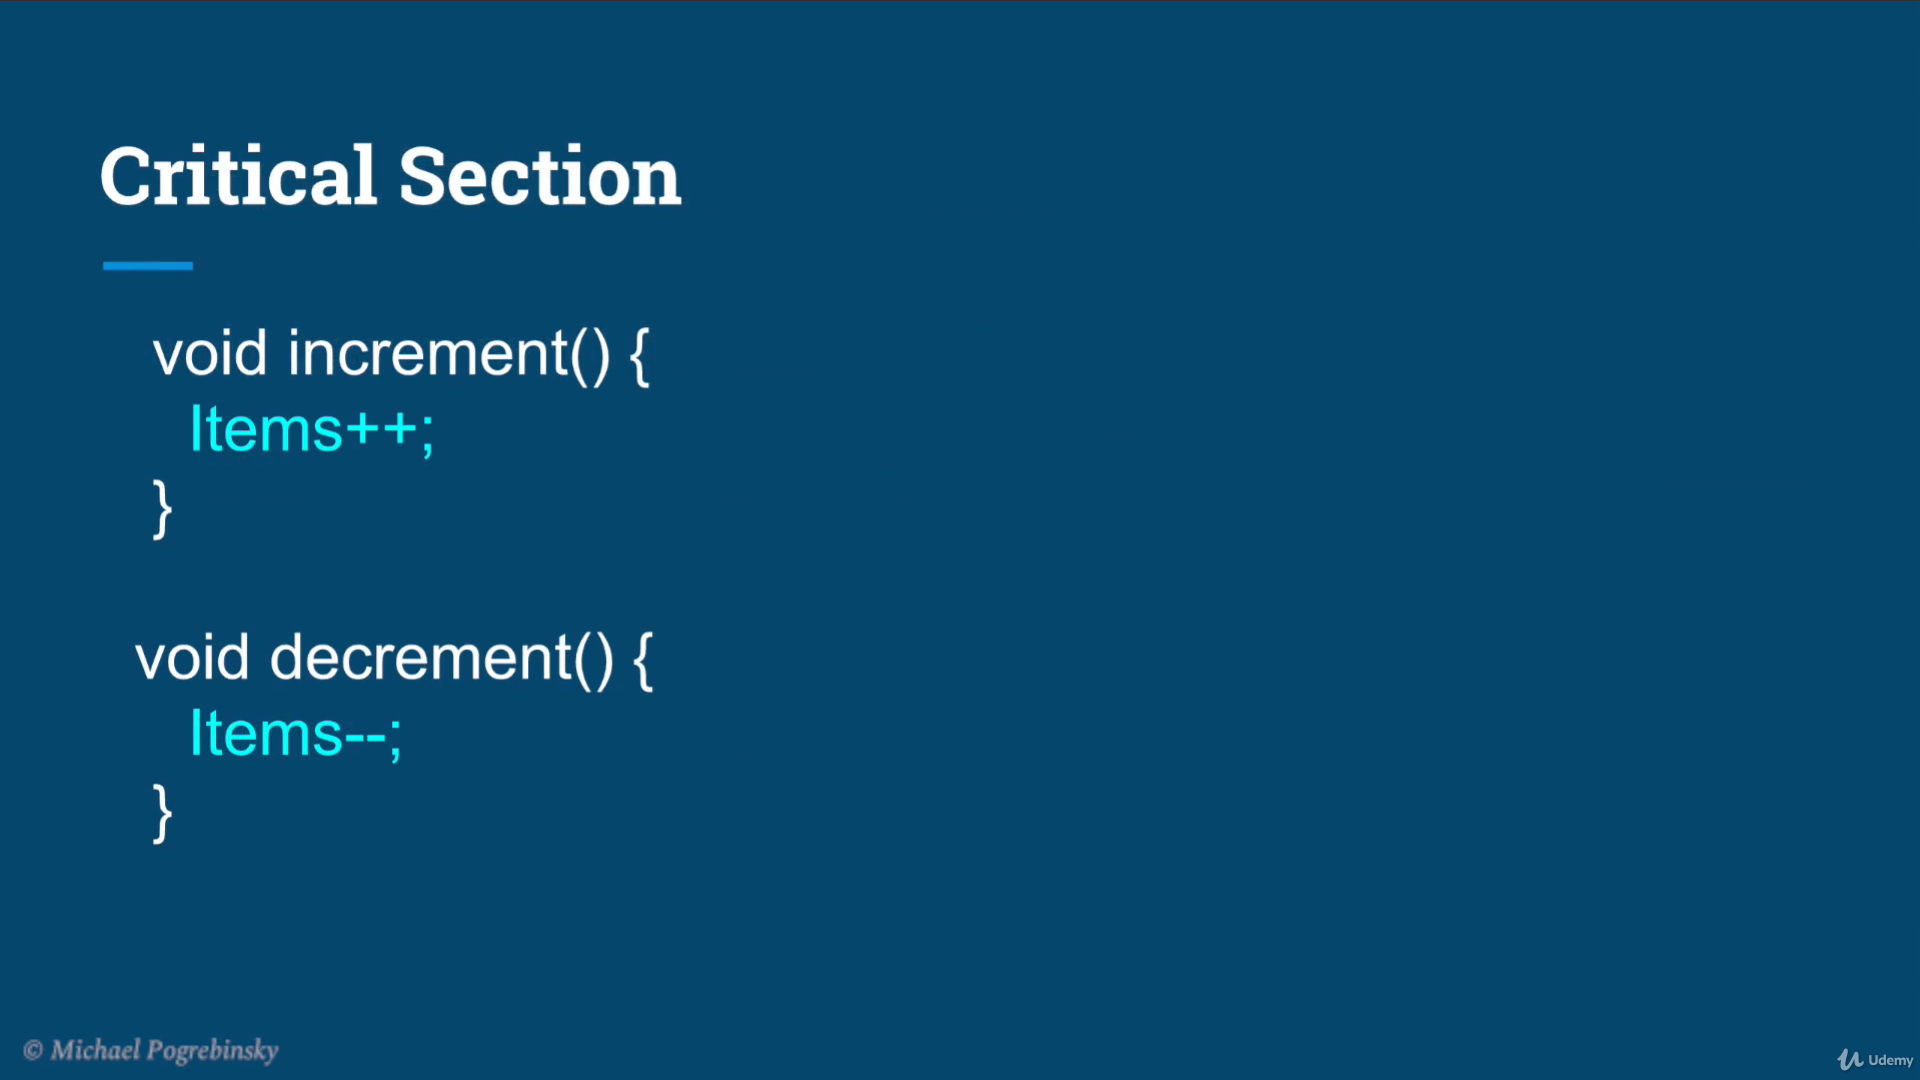 Critical Section
void increment() {
Items++;
}
void decrement() {
Items--;
}
© Michael Pogrebinsky
Udemy